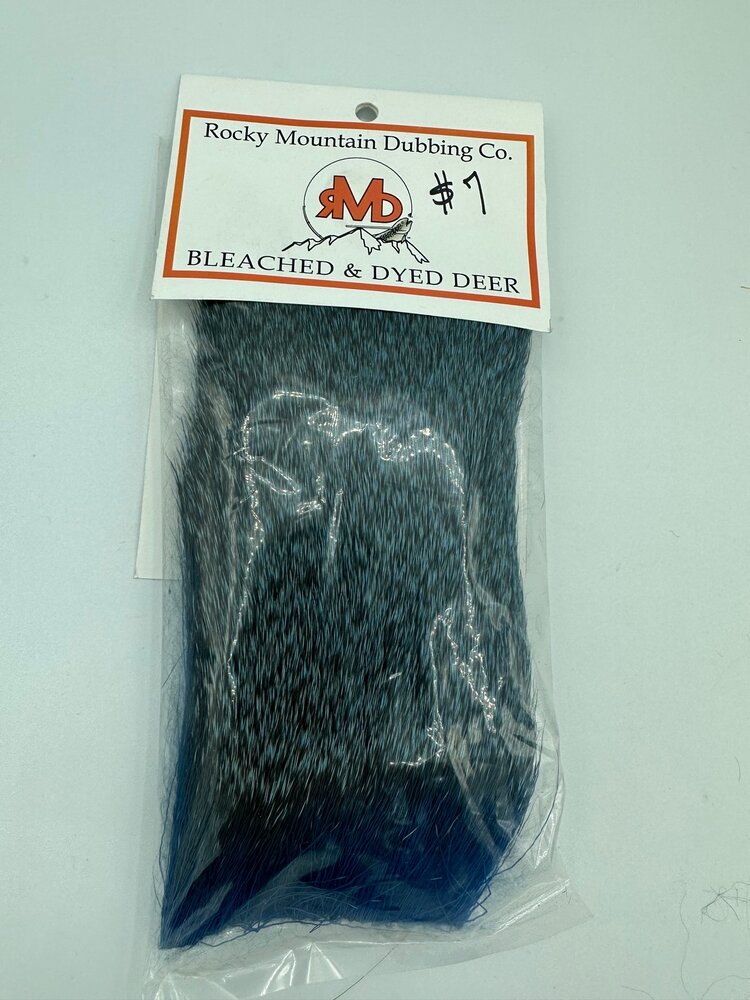 Rocky Mountain Dubbing Co.
RMD
$7
BLEACHED & DYED DEER